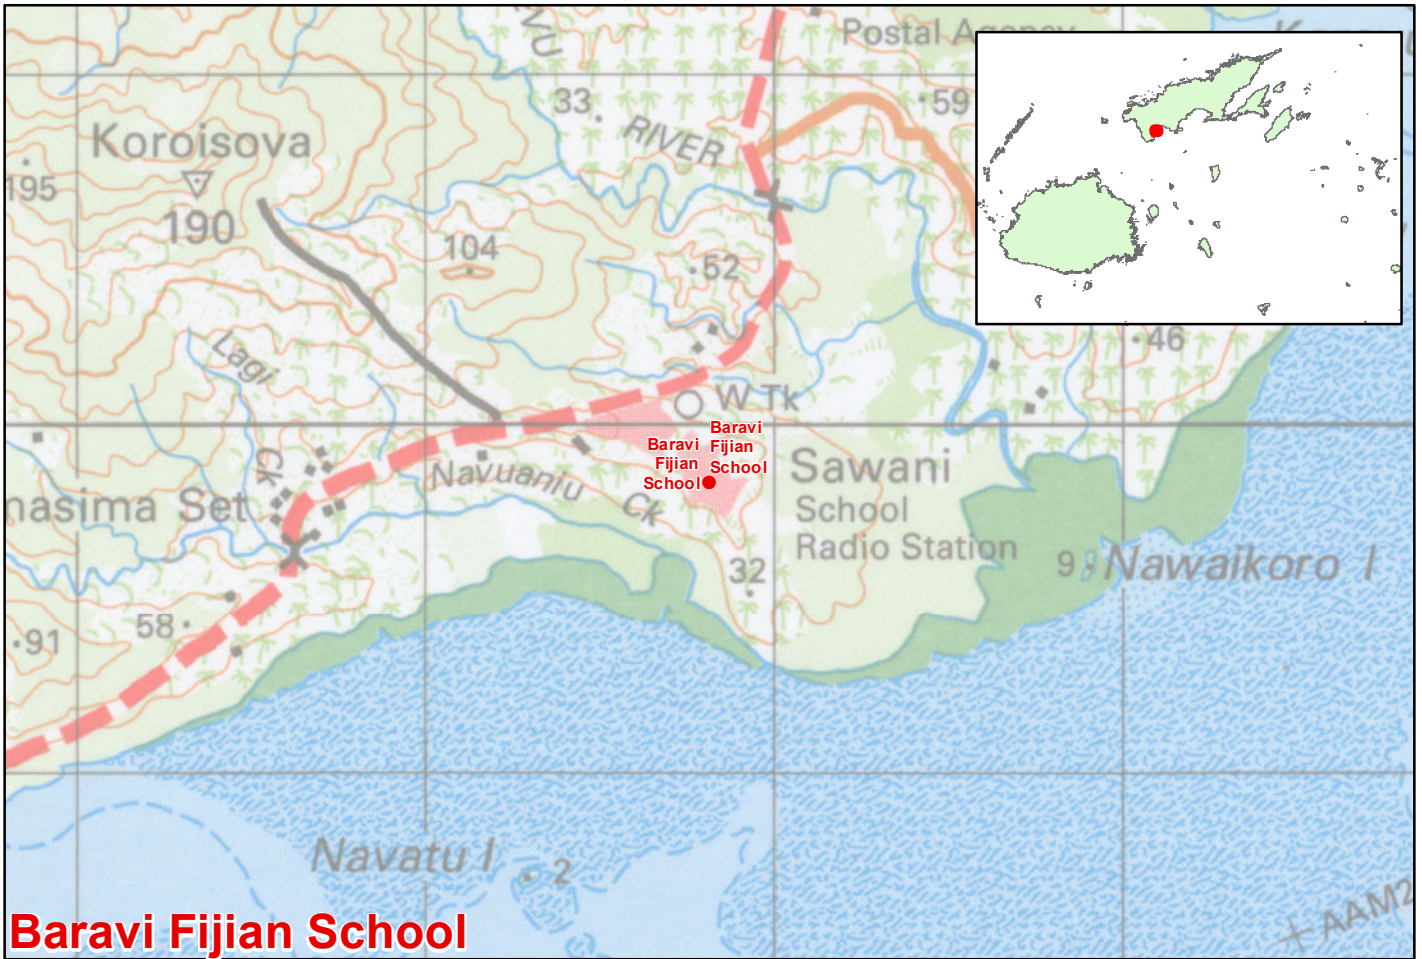 Postal Agency
VU
33
59
RIVER
Koroisova
195
190
104
52
46
Lagi
W Tk
Baravi
Fijian
School
Baravi
Fijian
School
Ck
Navuaniu
Ck
Sawani
School
Radio Station
nasima Set
32
9
Nawaikoro I
58
91
Navatu I
2
AAM2
Baravi Fijian School